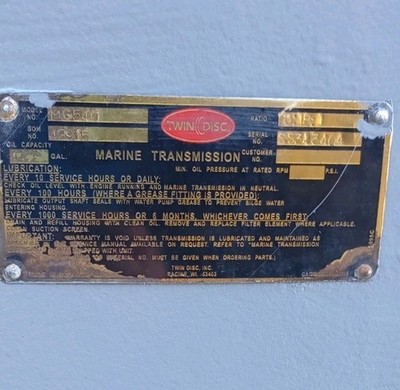 MODEL NO.
TWIN DISC
RATIO
BOM NO.
SERIAL NO.
OIL CAPACITY
GAL.
MARINE TRANSMISSION
CUSTOMER NO.
LUBRICATION:
MIN. OIL PRESSURE AT RATED RPM P.S.I.
EVERY 10 SERVICE HOURS OR DAILY:
CHECK OIL LEVEL WITH ENGINE RUNNING AND MARINE TRANSMISSION IN NEUTRAL.
EVERY 100 HOURS (WHERE A GREASE FITTING IS PROVIDED):
LUBRICATE OUTPUT SHAFT SEALS WITH WATER PUMP GREASE TO PREVENT BILGE WATER
ENTERING HOUSING.
EVERY 1000 SERVICE HOURS OR 6 MONTHS, WHICHEVER COMES FIRST:
AND REFILL HOUSING WITH CLEAN OIL. REMOVE AND REPLACE FILTER ELEMENT WHERE APPLICABLE.
SUCTION SCREEN.
WARRANTY IS VOID UNLESS TRANSMISSION IS LUBRICATED AND MAINTAINED AS
MANUAL AVAILABLE ON REQUEST. REFER TO "MARINE TRANSMISSION
WITH UNIT.
NO. MUST BE GIVEN WHEN ORDERING PARTS.)
TWIN DISC, INC.
RACINE, WI 53403